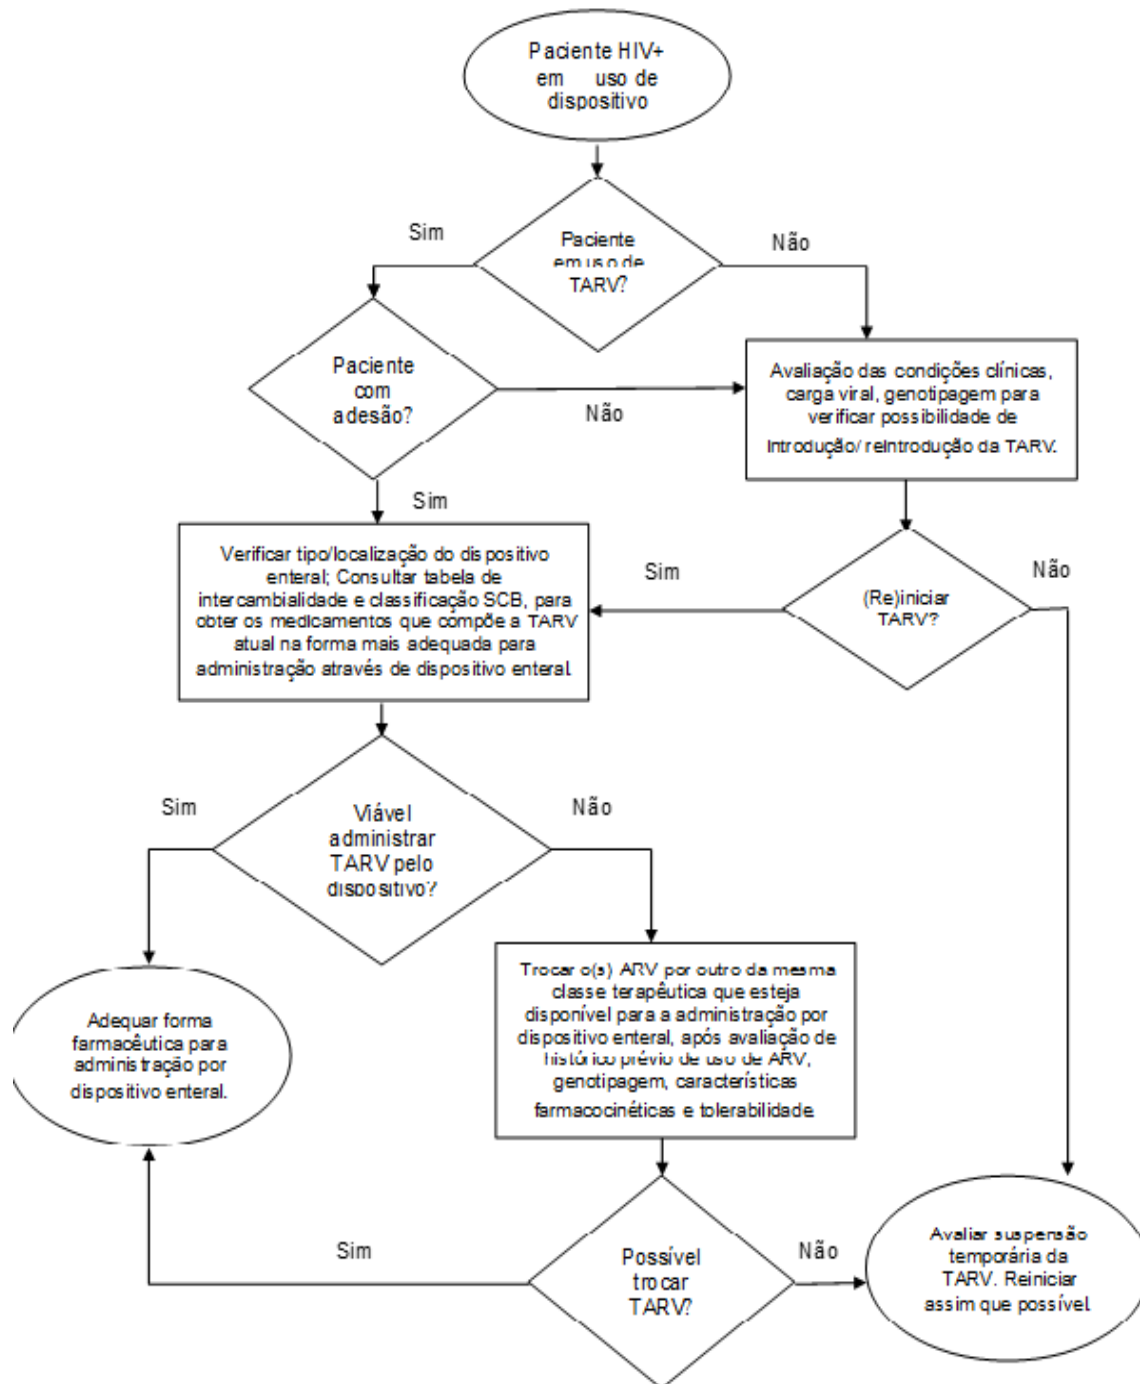 Paciente HIV+
em uso de
dispositivo
Sim
Paciente
em uso de
TARV?
Não
Paciente
com
adesão?
Não
Avaliação das condições clínicas,
carga viral, genotipagem para
verificar possibilidade de
Introdução/ reintrodução da TARV.
Sim
Verificar tipo/localização do dispositivo
enteral; Consultar tabela de
intercambialidade e classificação SCB, para
obter os medicamentos que compõe a TARV
atual na forma mais adequada para
administração através de dispositivo enteral.
Sim
(Re)iniciar
TARV?
Não
Sim
Viável
administrar
TARV pelo
dispositivo?
Não
Adequar forma
farmacêutica para
administração por
dispositivo enteral.
Trocar o(s) ARV por outro da mesma
classe terapêutica que esteja
disponível para a administração por
dispositivo enteral, após avaliação de
histórico prévio de uso de ARV,
genotipagem, características
farmacocinéticas e tolerabilidade.
Sim
Possível
trocar
TARV?
Não
Avaliar suspensão
temporária da
TARV. Reiniciar
assim que possível.